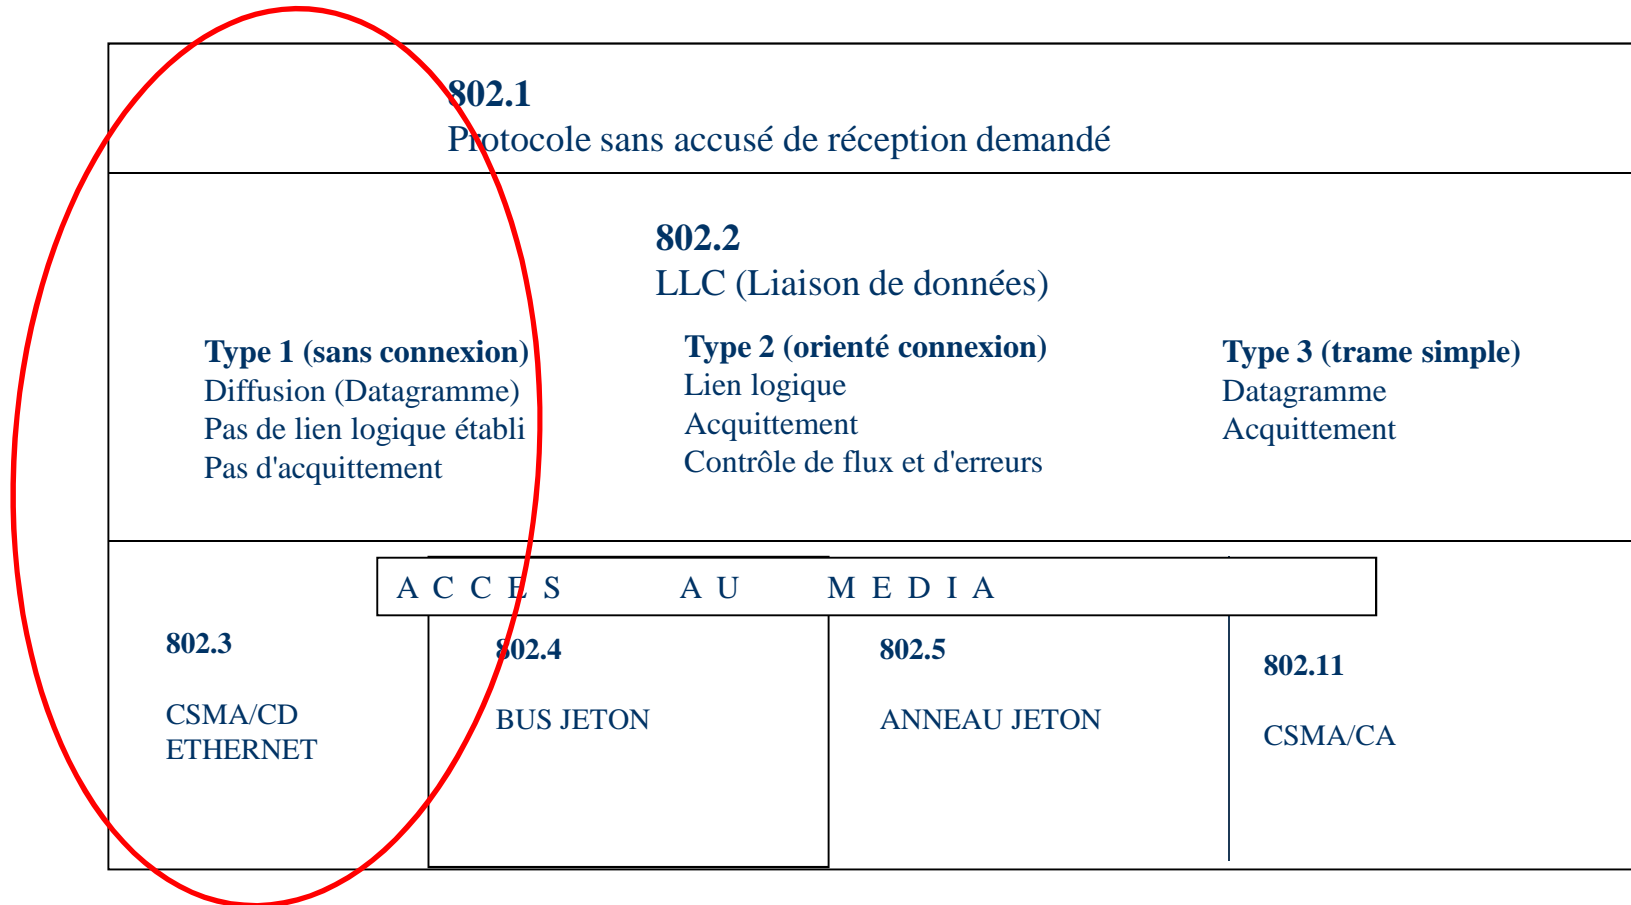 802.1
Protocole sans accusé de réception demandé
802.2
LLC (Liaison de données)
Type 1 (sans connexion)
Diffusion (Datagramme)
Pas de lien logique établi
Pas d'acquittement
Type 2 (orienté connexion)
Lien logique
Acquittement
Contrôle de flux et d'erreurs
Type 3 (trame simple)
Datagramme
Acquittement
ACCES AU MEDIA
802.3
CSMA/CD
ETHERNET
802.4
BUS JETON
802.5
ANNEAU JETON
802.11
CSMA/CA